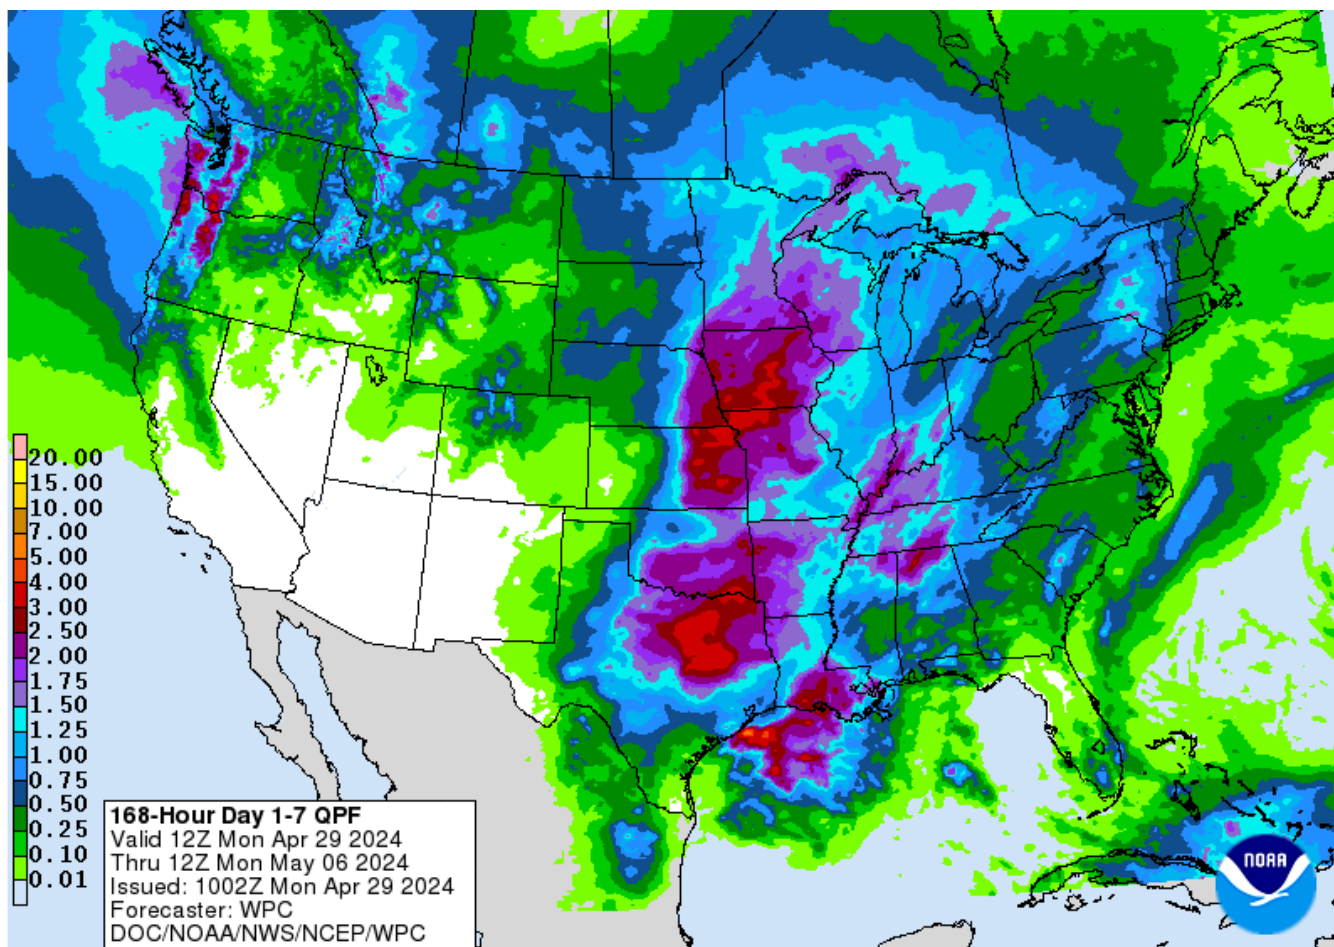 20.00
15.00
10.00
7.00
5.00
4.00
3.00
2.50
2.00
1.75
1.50
1.25
1.00
0.75
0.50
0.25
0.10
0.01
168-Hour Day 1-7 QPF
Valid 12Z Mon Apr 29 2024
Thru 12Z Mon May 06 2024
Issued: 1002Z Mon Apr 29 2024
Forecaster: WPC
DOC/NOAA/NWS/NCEP/WPC
NOAA